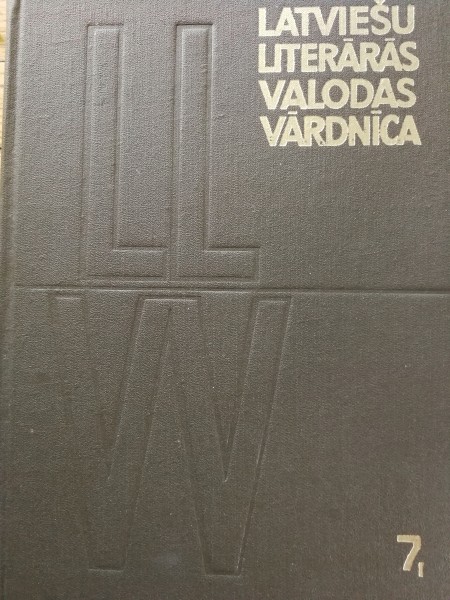 LATVIEŠU
LITERĀRĀS
VALODAS
VĀRDNĪCA
LL
VV
7₁